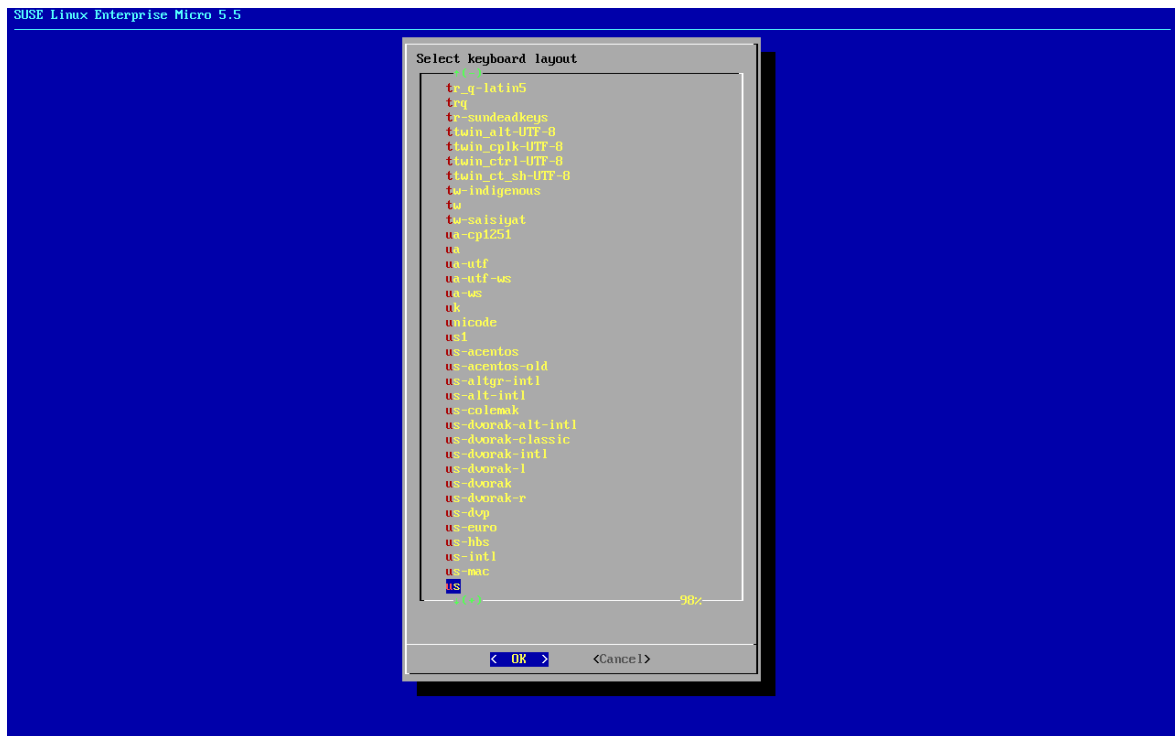 SUSE Linux Enterprise Micro 5.5
Select keyboard layout
↑(-)
tr_q-latin5
trq
tr-sundeadkeys
ttwin_alt-UTF-8
ttwin_cplk-UTF-8
ttwin_ctrl-UTF-8
ttwin_ct_sh-UTF-8
tw-indigenous
tw
tw-saisiyat
ua-cp1251
ua
ua-utf
ua-utf-ws
ua-ws
uk
unicode
us1
us-acentos
us-acentos-old
us-altgr-intl
us-alt-intl
us-colemak
us-dvorak-alt-intl
us-dvorak-classic
us-dvorak-intl
us-dvorak-l
us-dvorak
us-dvorak-r
us-dvp
us-euro
us-hbs
us-intl
us-mac
us
↓(+) 98%
< OK > <Cancel>